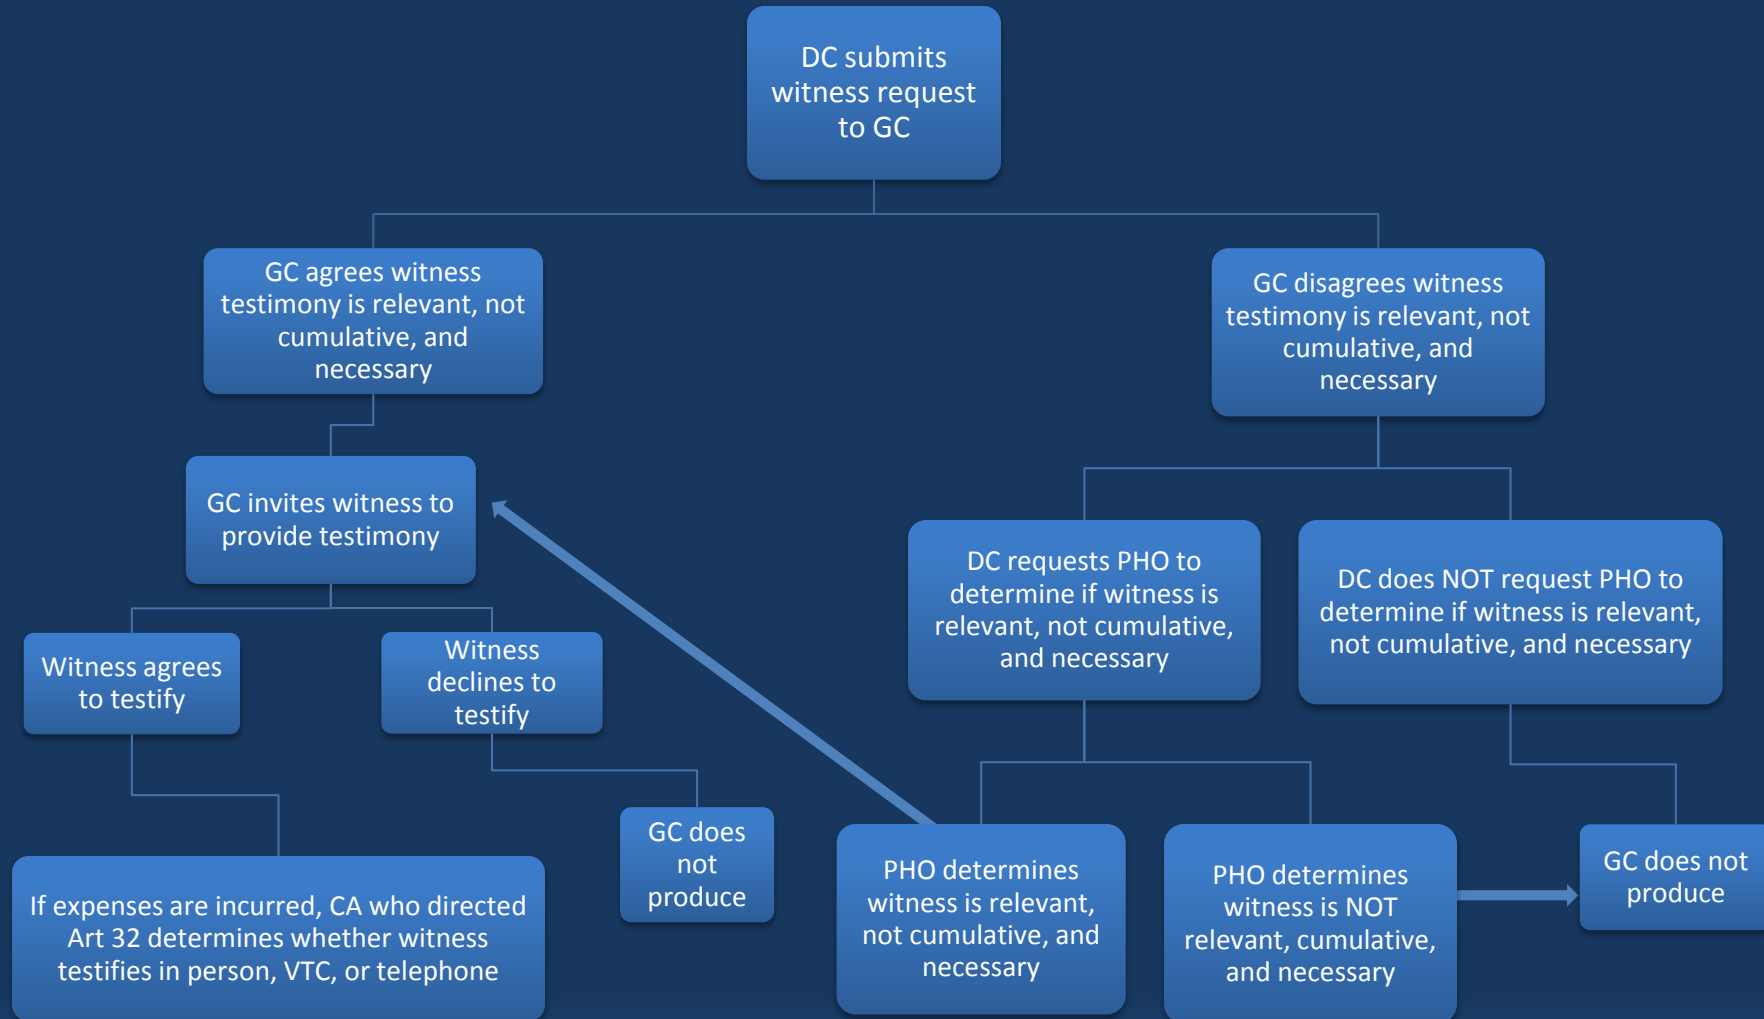 DC submits
witness request
to GC
GC agrees witness
testimony is relevant, not
cumulative, and
necessary
GC disagrees witness
testimony is relevant, not
cumulative, and
necessary
GC invites witness to
provide testimony
DC requests PHO to
determine if witness is
relevant, not cumulative,
and necessary
DC does NOT request PHO to
determine if witness is relevant,
not cumulative, and necessary
Witness agrees
to testify
Witness
declines to
testify
GC does
not
produce
If expenses are incurred, CA who directed
Art 32 determines whether witness
testifies in person, VTC, or telephone
PHO determines
witness is relevant,
not cumulative, and
necessary
PHO determines
witness is NOT
relevant, cumulative,
and necessary
GC does not
produce